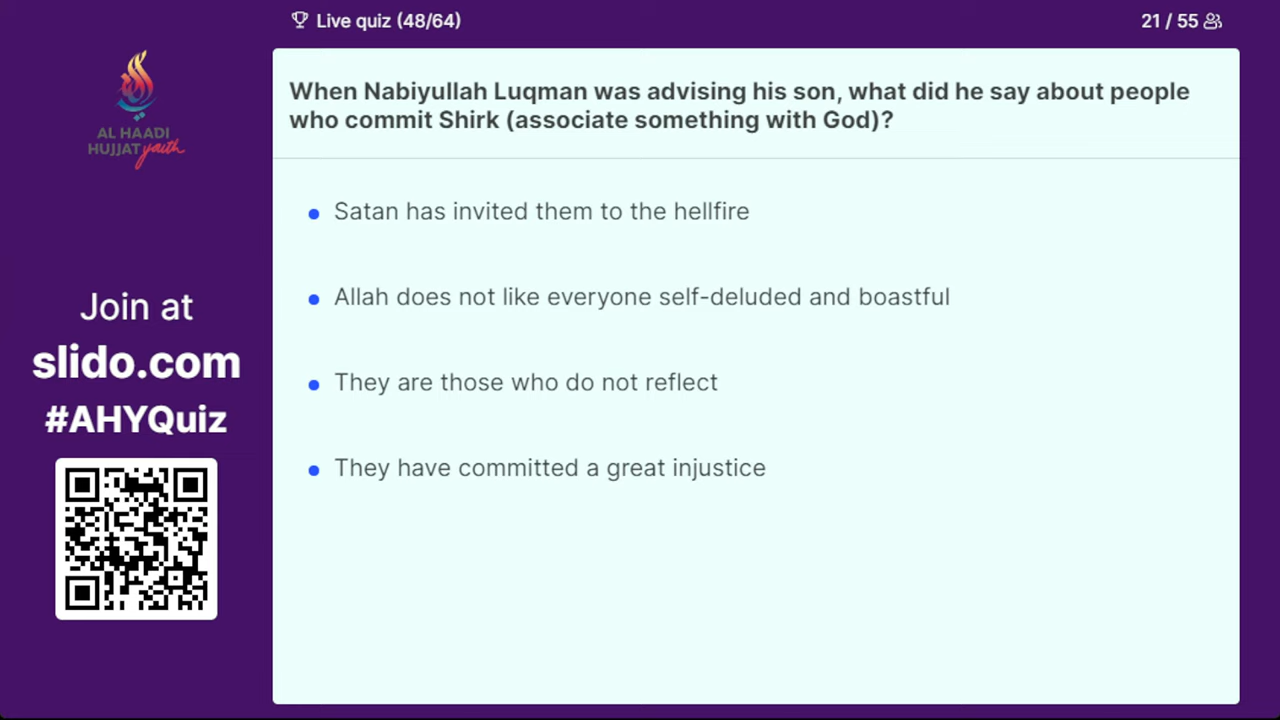 Live quiz (48/64)
21 / 55
AL HAADI
HUJJAT youth
Join at
slido.com
#AHYQuiz
When Nabiyullah Luqman was advising his son, what did he say about people
who commit Shirk (associate something with God)?
Satan has invited them to the hellfire
Allah does not like everyone self-deluded and boastful
They are those who do not reflect
They have committed a great injustice